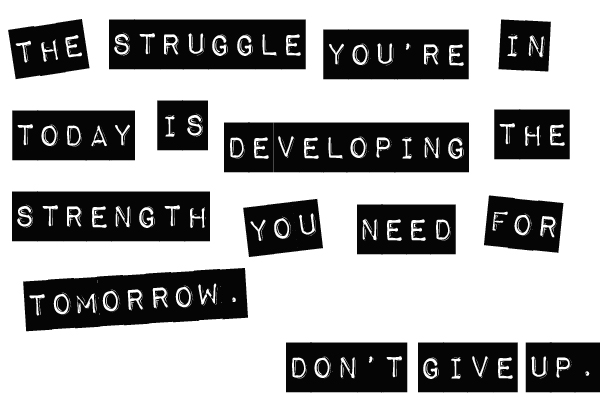 THE STRUGGLE YOU'RE IN
TODAY IS DEVELOPING THE
STRENGTH YOU NEED FOR
TOMORROW.
DON'T GIVE UP.